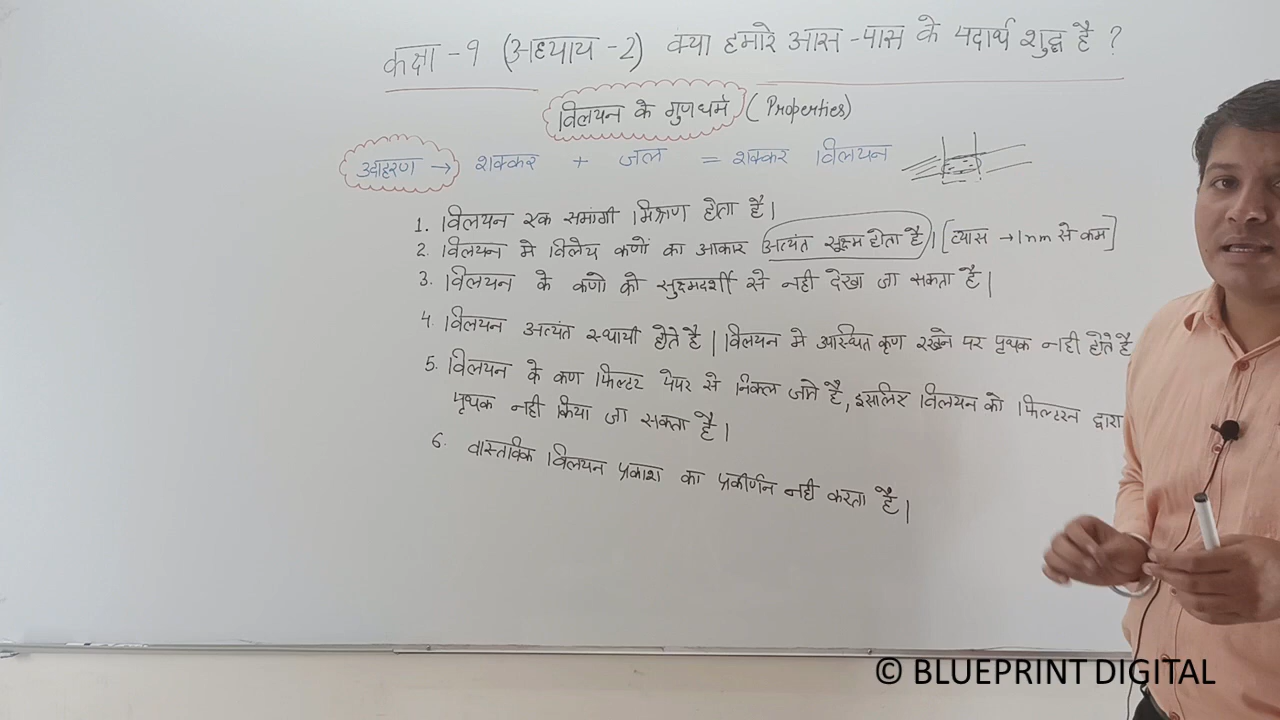 कक्षा - 9 (अध्याय - 2) क्या हमारे आस-पास के पदार्थ शुद्ध है ?
विलयन के गुणधर्म (Properties)
उदाहरण → शक्कर + जल = शक्कर विलयन
1. विलयन एक समांगी मिश्रण होता है।
2. विलयन मे विलेय कणों का आकार अत्यंत सूक्ष्म होता है। [व्यास → 1nm से कम]
3. विलयन के कणो को सुक्ष्मदर्शी से नही देखा जा सकता है।
4. विलयन अत्यंत स्थायी होते है। विलयन मे उपस्थित कण रखने पर पृथक नही होते है
5. विलयन के कण फिल्टर पेपर से निकल जाते है, इसलिए विलयन को फिल्टरन द्वारा
पृथक नही किया जा सकता है।
6. वास्तविक विलयन प्रकाश का प्रकीर्णन नही करता है।
© BLUEPRINT DIGITAL